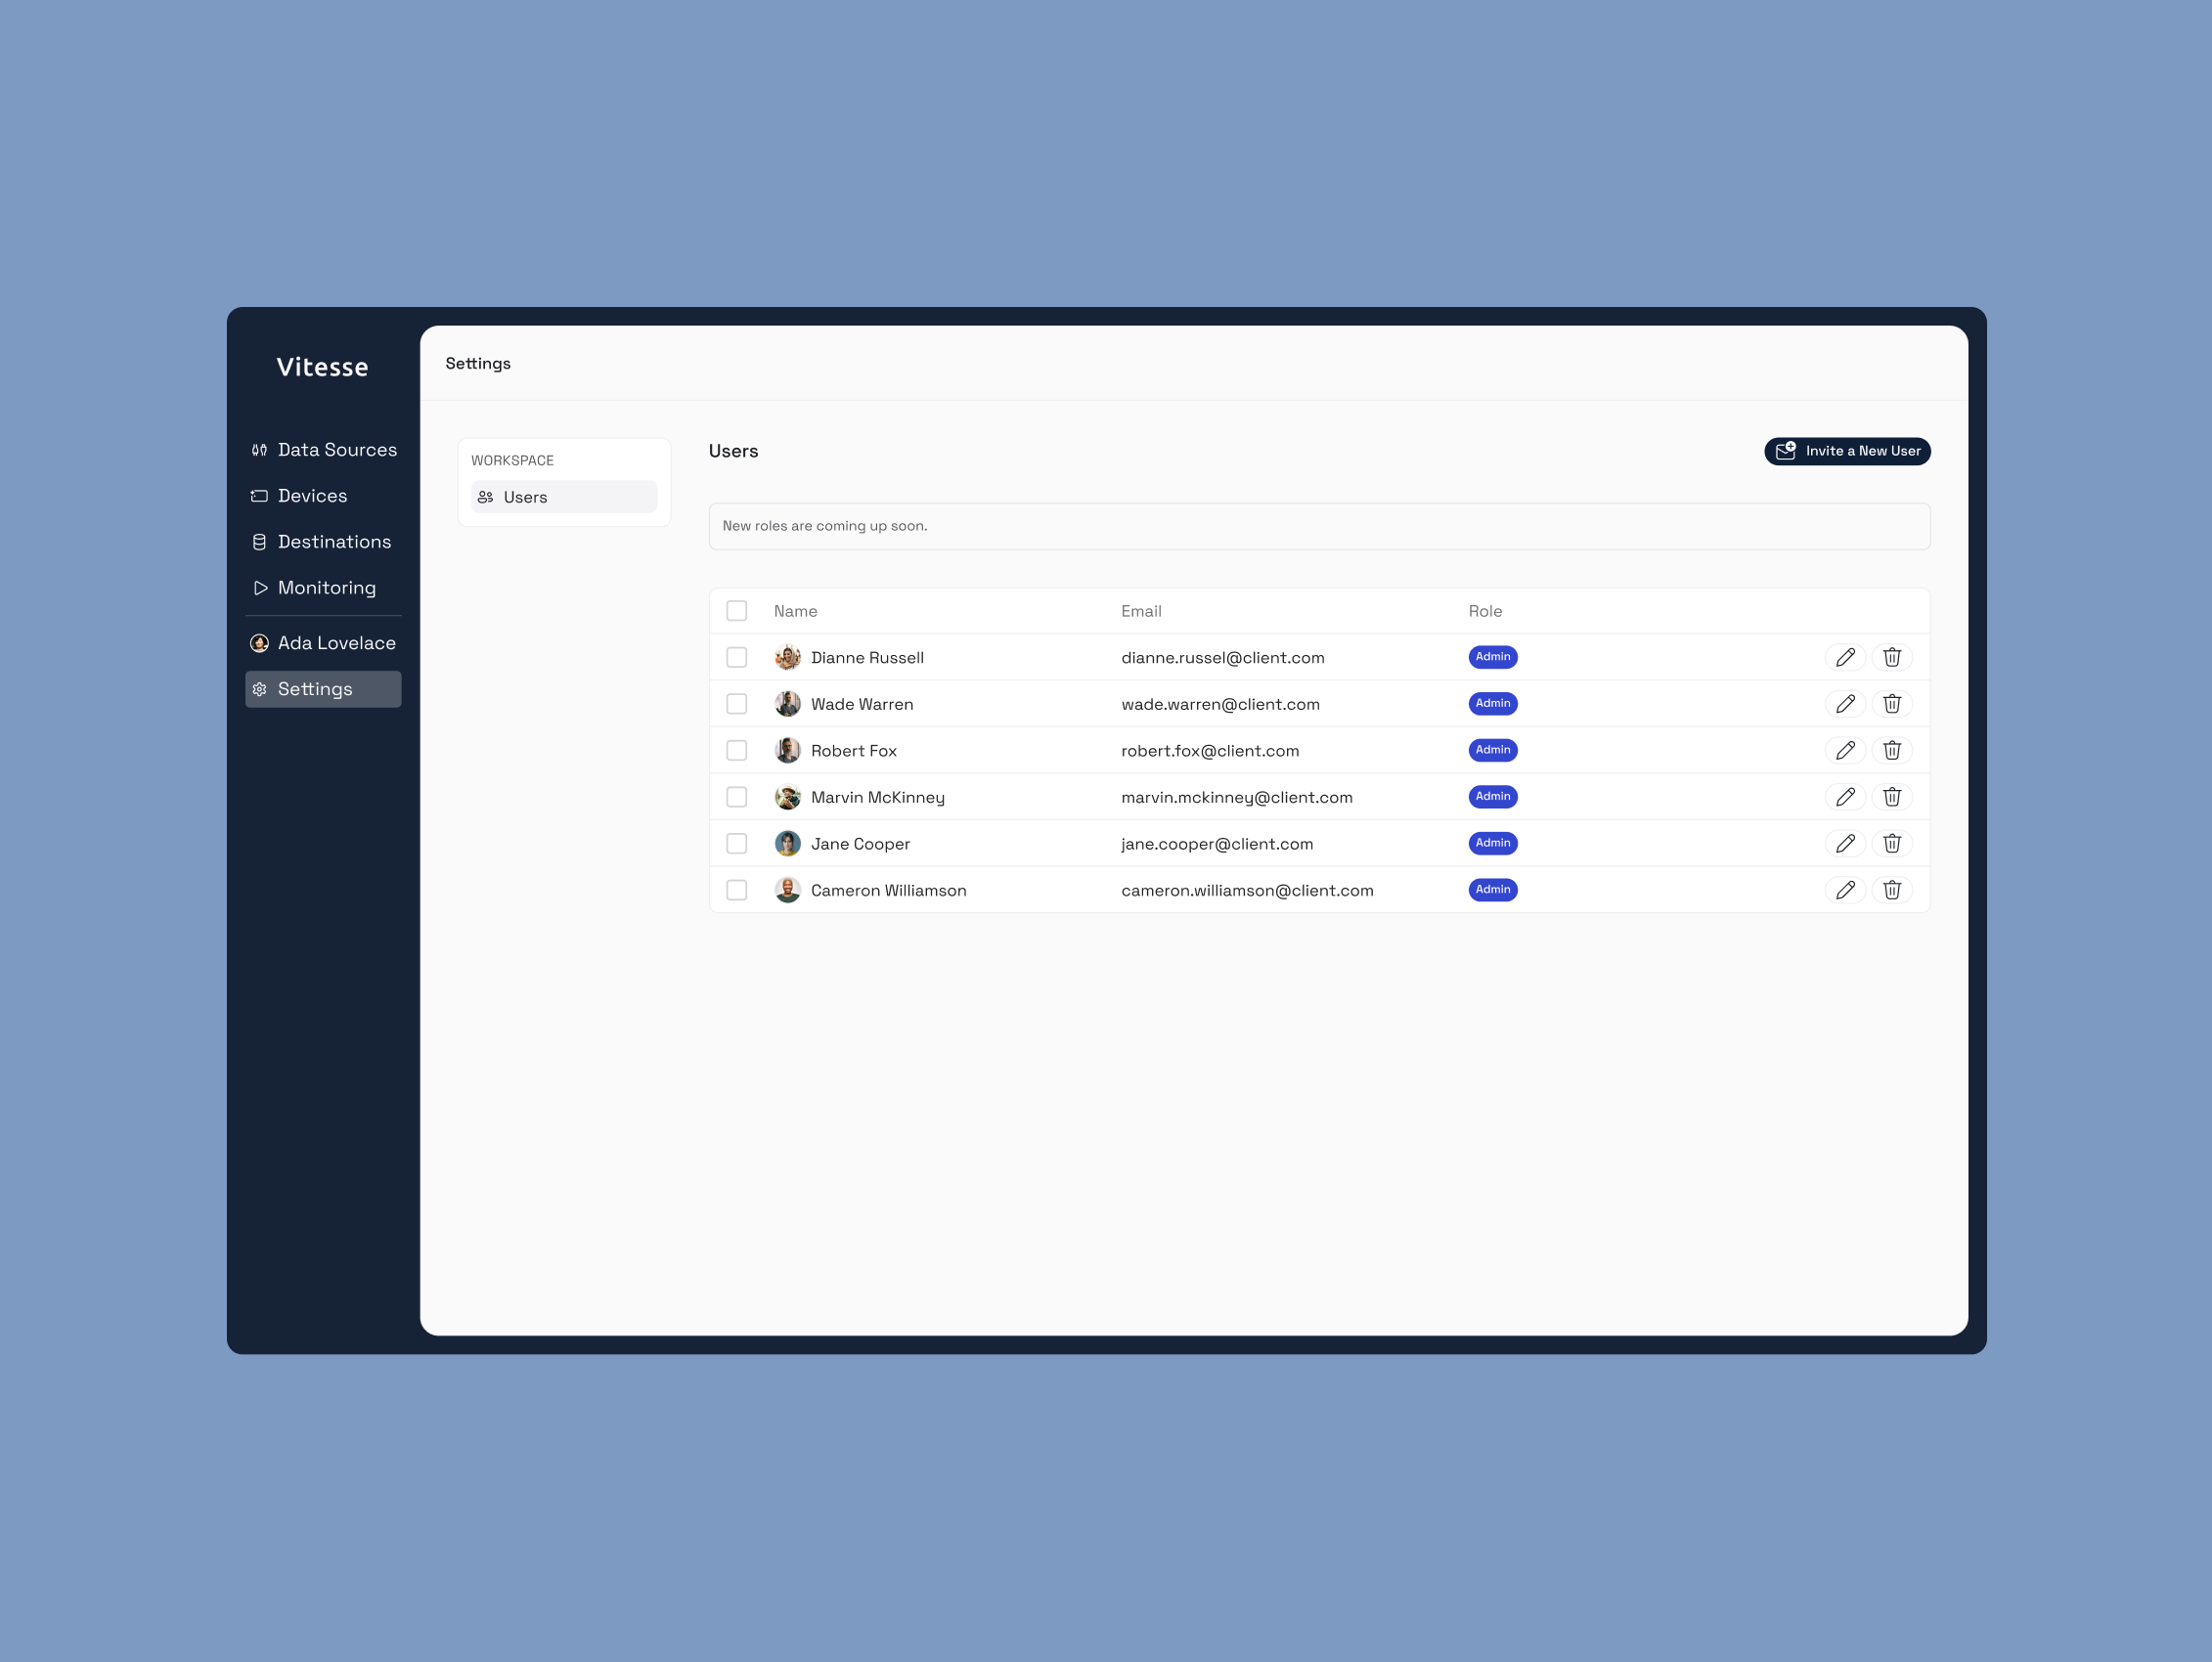 Vitesse
Data Sources
Devices
Destinations
Monitoring
Ada Lovelace
Settings
Settings
WORKSPACE
Users
Users
Invite a New User
New roles are coming up soon.
Name Email Role
Dianne Russell dianne.russel@client.com Admin
Wade Warren wade.warren@client.com Admin
Robert Fox robert.fox@client.com Admin
Marvin McKinney marvin.mckinney@client.com Admin
Jane Cooper jane.cooper@client.com Admin
Cameron Williamson cameron.williamson@client.com Admin